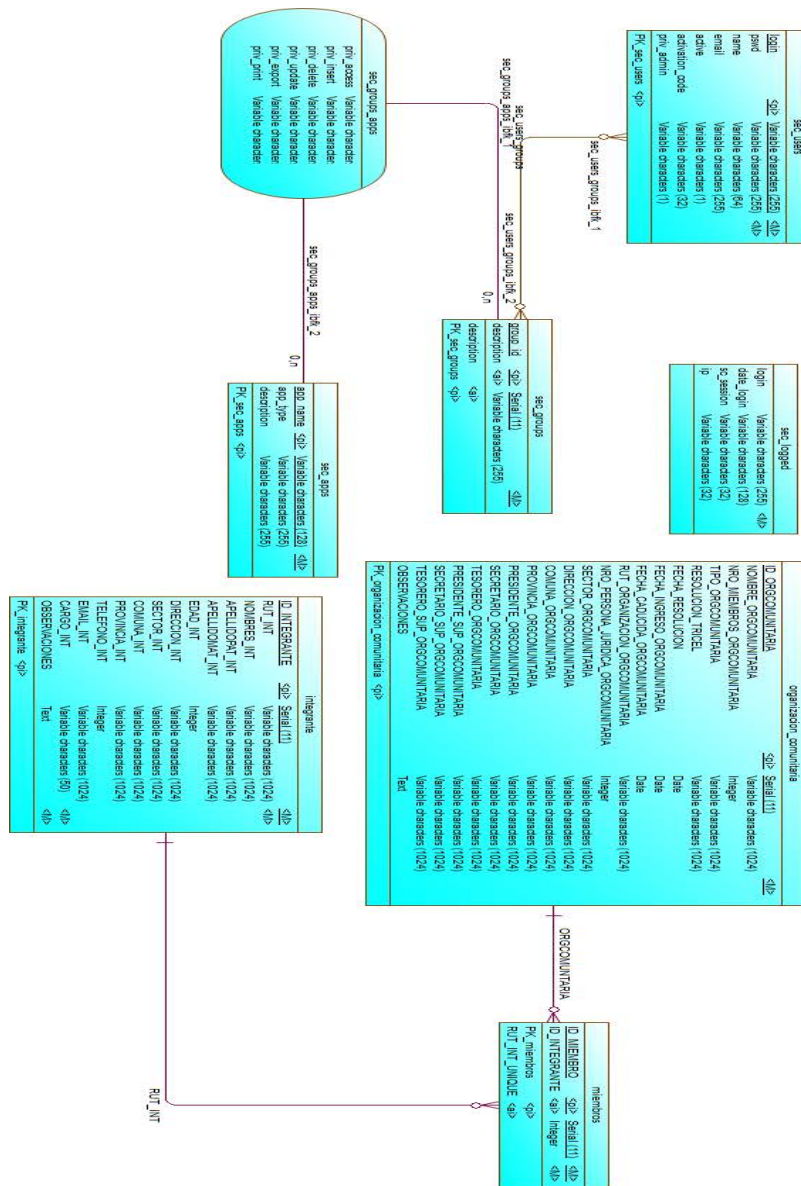 sec_users
login <pi> Variable characters (255) <M>
pswd Variable characters (255) <M>
name Variable characters (64)
email Variable characters (255)
active Variable characters (1)
activation_code Variable characters (32)
priv_admin Variable characters (1)
PK_sec_users <pi>
sec_users_groups_ibfk_1
sec_users_groups
sec_groups_apps_ibfk_1
sec_users_groups_ibfk_2
0,n
sec_groups_apps
priv_access Variable character:
priv_insert Variable character:
priv_delete Variable character:
priv_update Variable character:
priv_export Variable character:
priv_print Variable character:
sec_groups_apps_ibfk_2
0,n
sec_groups
group_id <pi> Serial (11) <M>
description <ai> Variable characters (255)
description <ai>
PK_sec_groups <pi>
sec_logged
login Variable characters (255) <M>
date_login Variable characters (128)
sc_session Variable characters (32)
ip Variable characters (32)
sec_apps
app_name <pi> Variable characters (128) <M>
app_type Variable characters (255)
description Variable characters (255)
PK_sec_apps <pi>
organizacion_comunitaria
ID_ORGCOMUNITARIA <pi> Serial (11) <M>
NOMBRE_ORGCOMUNITARIA Variable characters (1024) <M>
NRO_MIEMBROS_ORGCOMUNITARIA Integer
TIPO_ORGCOMUNITARIA Variable characters (1024)
RESOLUCION_TRICEL Variable characters (1024)
FECHA_RESOLUCION Date
FECHA_INGRESO_ORGCOMUNITARIA Date
FECHA_CADUCIDA_ORGCOMUNITARIA Date
RUT_ORGANIZACION_ORGCOMUNITARIA Variable characters (1024)
NRO_PERSONA_JURIDICA_ORGCOMUNITARIA Integer
SECTOR_ORGCOMUNITARIA Variable characters (1024)
DIRECCION_ORGCOMUNITARIA Variable characters (1024)
COMUNA_ORGCOMUNITARIA Variable characters (1024)
PROVINCIA_ORGCOMUNITARIA Variable characters (1024)
PRESIDENTE_ORGCOMUNITARIA Variable characters (1024)
SECRETARIO_ORGCOMUNITARIA Variable characters (1024)
TESORERO_ORGCOMUNITARIA Variable characters (1024)
PRESIDENTE_SUP_ORGCOMUNITARIA Variable characters (1024)
SECRETARIO_SUP_ORGCOMUNITARIA Variable characters (1024)
TESORERO_SUP_ORGCOMUNITARIA Variable characters (1024)
OBSERVACIONES Text
PK_organizacion_comunitaria <pi>
integrante
ID_INTEGRANTE <pi> Serial (11) <M>
RUT_INT Variable characters (1024) <M>
NOMBRES_INT Variable characters (1024)
APELLIDOPAT_INT Variable characters (1024)
APELLIDOMAT_INT Variable characters (1024)
EDAD_INT Integer
DIRECCION_INT Variable characters (1024)
SECTOR_INT Variable characters (1024)
COMUNA_INT Variable characters (1024)
PROVINCIA_INT Variable characters (1024)
TELEFONO_INT Integer
EMAIL_INT Variable characters (1024)
CARGO_INT Variable characters (50) <M>
OBSERVACIONES Text <M>
PK_integrante <pi>
ORGCOMUNTARIA
miembros
ID_MIEMBRO <pi> Serial (11) <M>
ID_INTEGRANTE <ai> Integer <M>
PK_miembros <pi>
RUT_INT_UNIQUE <ai>
RUT_INT